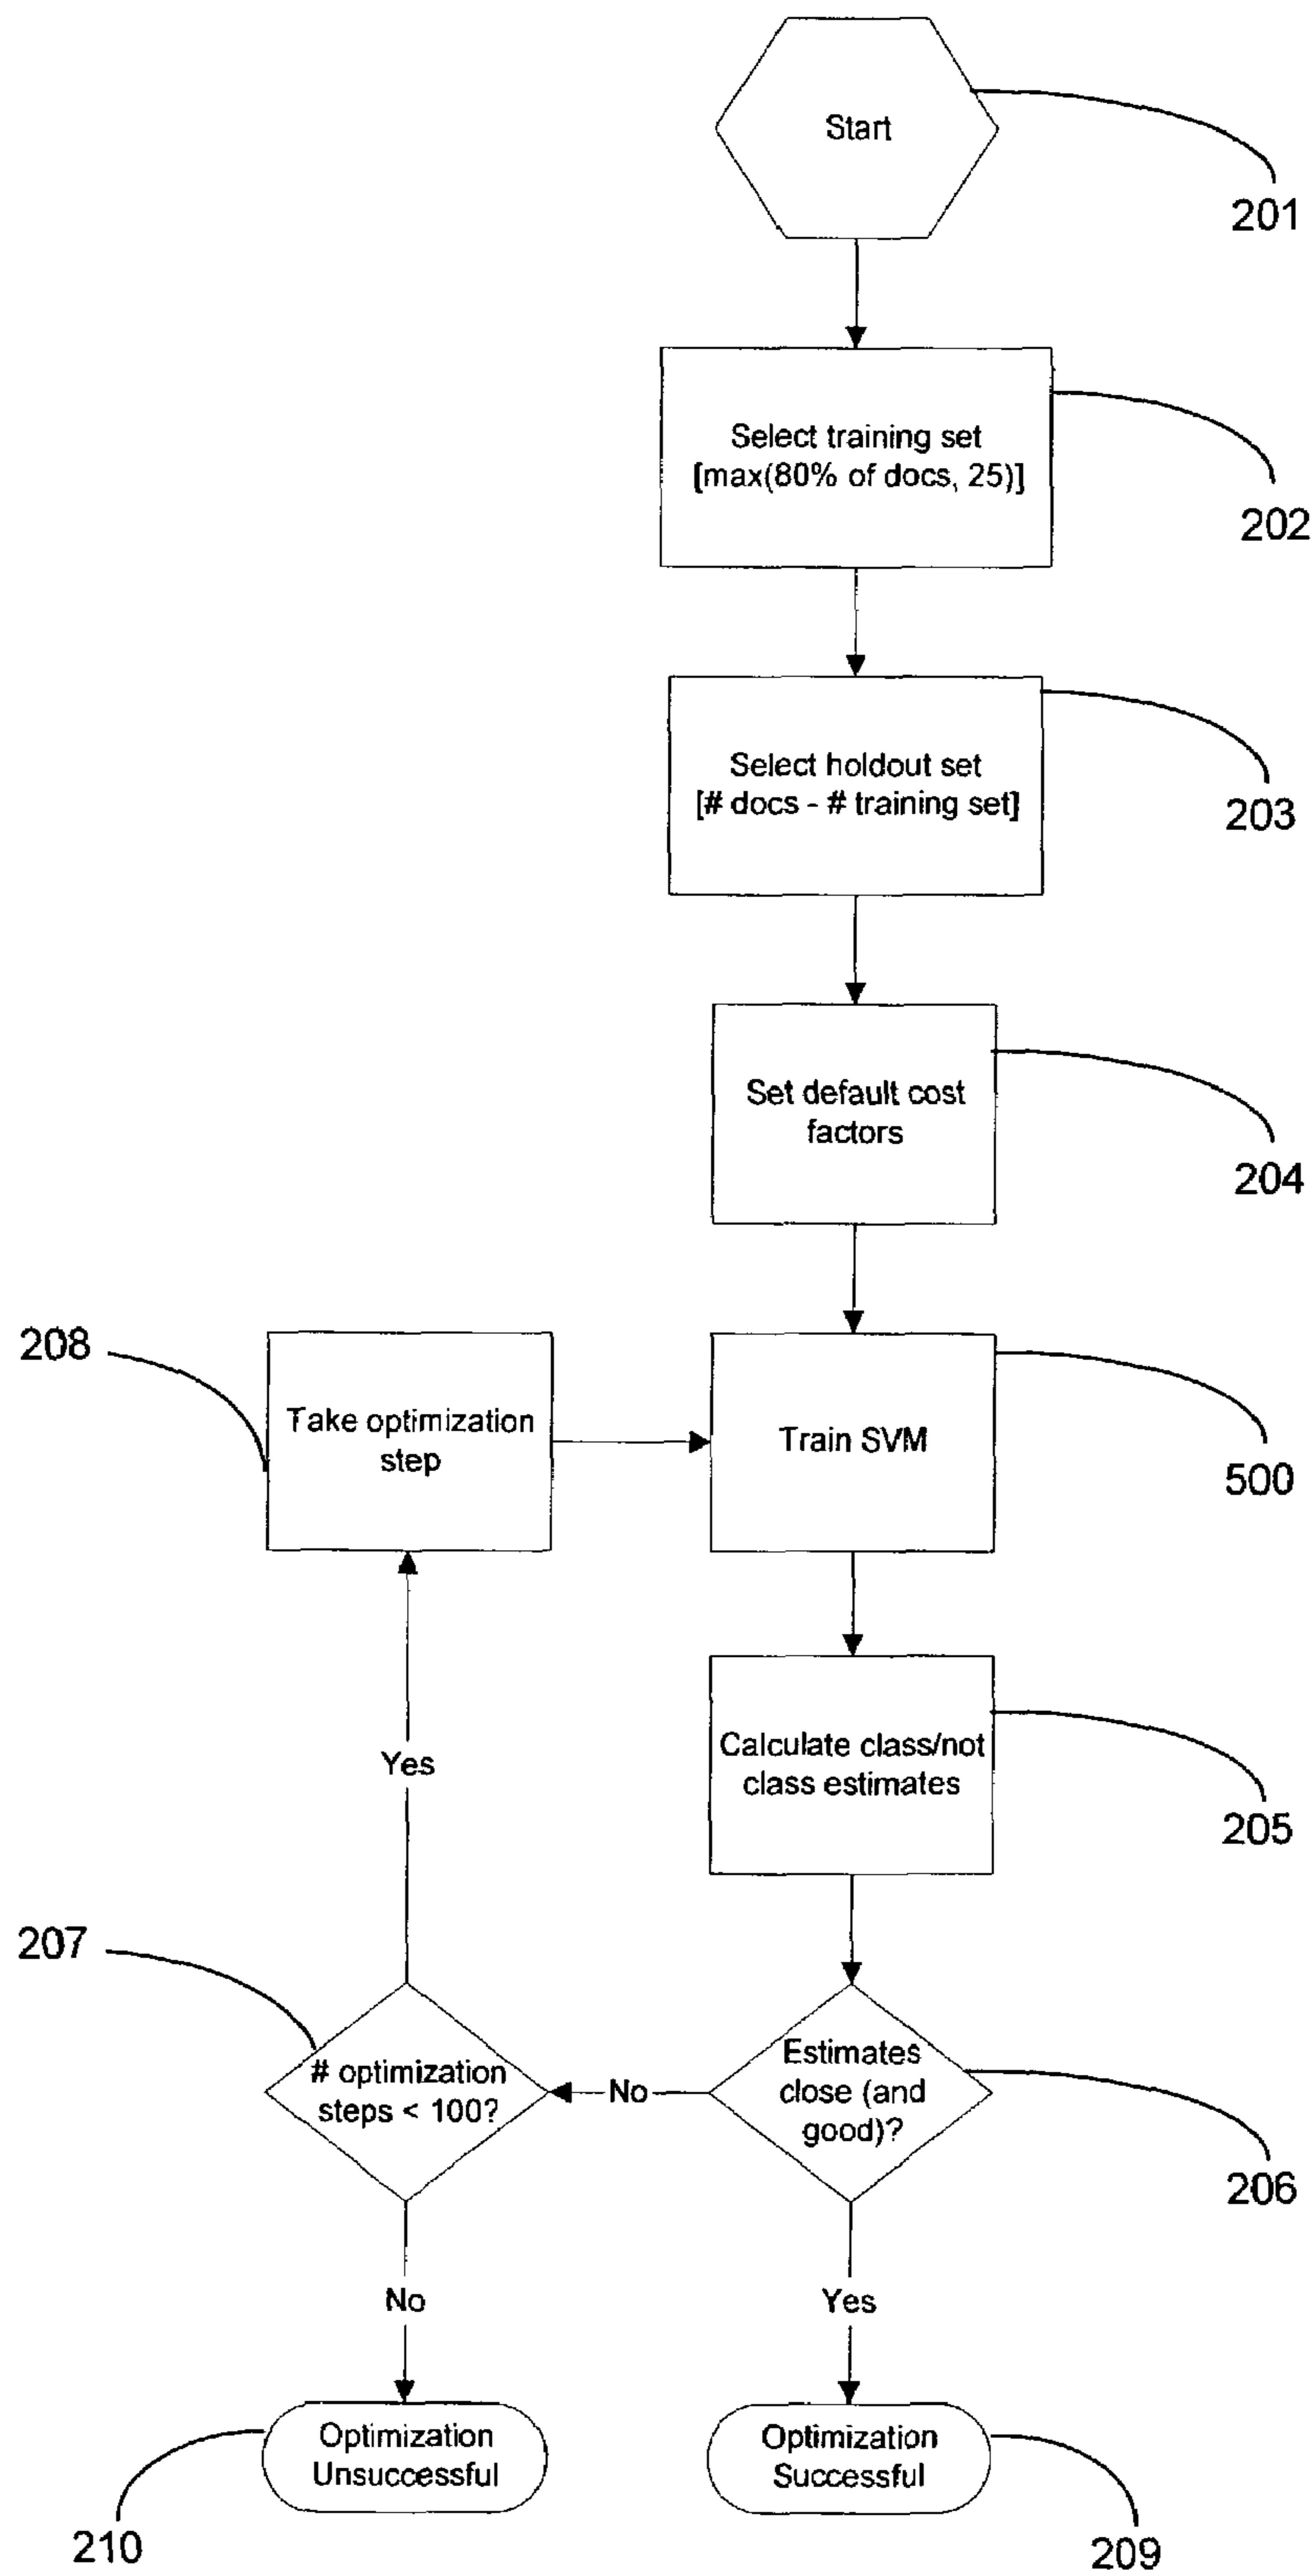 Start
201
Select training set
[max(80% of docs, 25)]
202
Select holdout set
[# docs - # training set]
203
Set default cost
factors
204
208
Take optimization
step
Train SVM
500
Yes
Calculate class/not
class estimates
205
207
# optimization
steps < 100?
No
Estimates
close (and
good)?
206
No
Yes
Optimization
Unsuccessful
Optimization
Successful
210
209